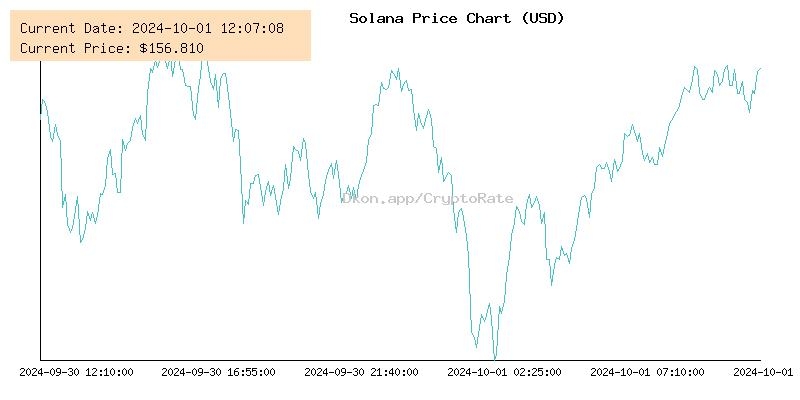 Solana Price Chart (USD)
Current Date: 2024-10-01 12:07:08
Current Price: $156.810
Dkon.app/CryptoRate
2024-09-30 12:10:00 2024-09-30 16:55:00 2024-09-30 21:40:00 2024-10-01 02:25:00 2024-10-01 07:10:00 2024-10-01